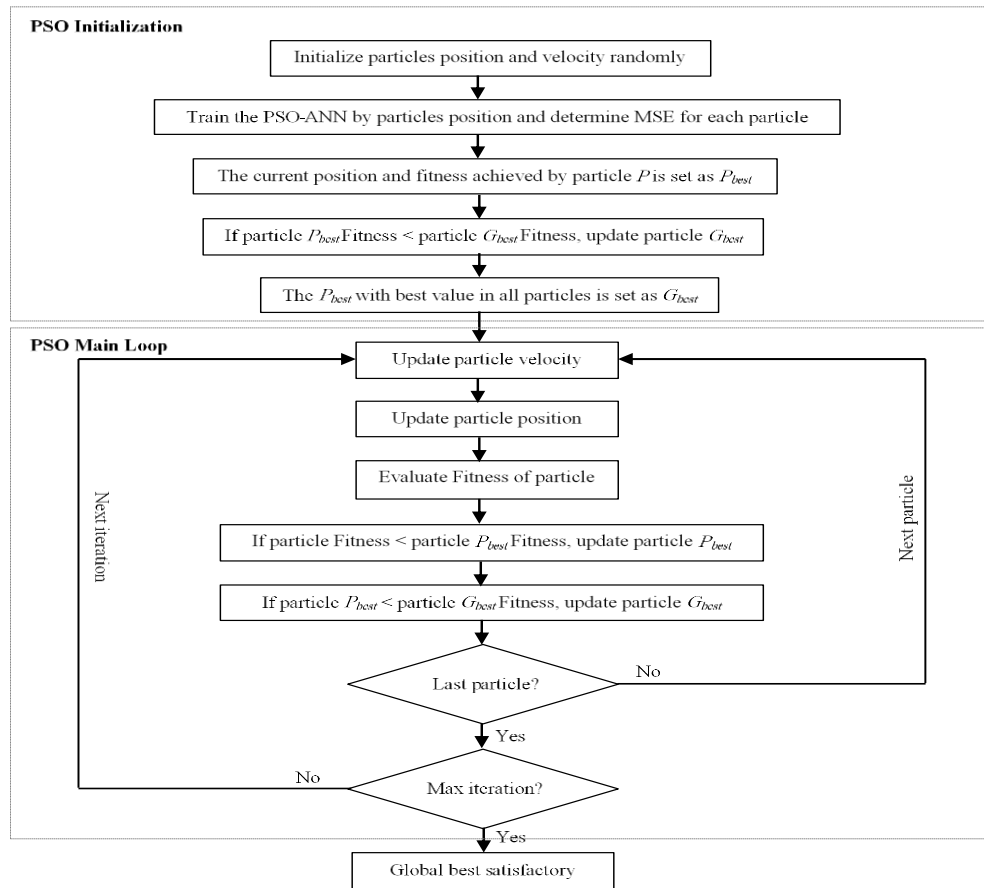 PSO Initialization
Initialize particles position and velocity randomly
Train the PSO-ANN by particles position and determine MSE for each particle
The current position and fitness achieved by particle P is set as Pbest
If particle Pbest Fitness < particle Gbest Fitness, update particle Gbest
The Pbest with best value in all particles is set as Gbest
PSO Main Loop
Update particle velocity
Update particle position
Evaluate Fitness of particle
If particle Fitness < particle Pbest Fitness, update particle Pbest
If particle Pbest < particle Gbest Fitness, update particle Gbest
Next iteration
Next particle
Last particle?
No
Yes
Max iteration?
No
Yes
Global best satisfactory